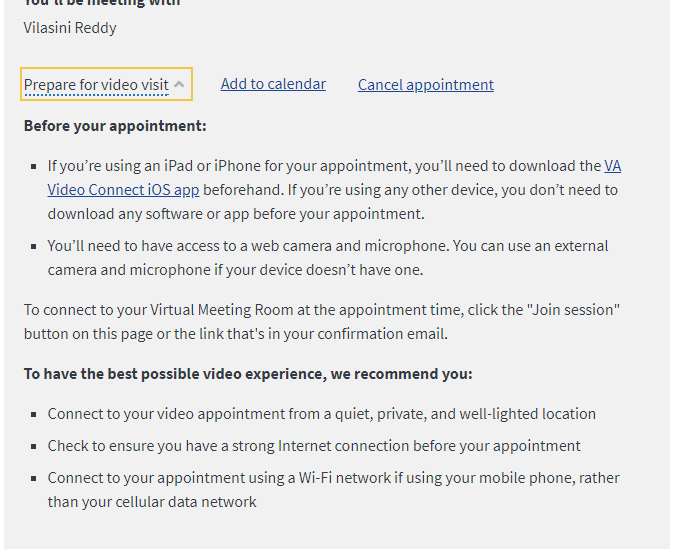 You'll be meeting with
Vilasini Reddy
Prepare for video visit Add to calendar Cancel appointment
Before your appointment:
If you’re using an iPad or iPhone for your appointment, you’ll need to download the VA
Video Connect iOS app beforehand. If you’re using any other device, you don’t need to
download any software or app before your appointment.
You’ll need to have access to a web camera and microphone. You can use an external
camera and microphone if your device doesn’t have one.
To connect to your Virtual Meeting Room at the appointment time, click the "Join session"
button on this page or the link that's in your confirmation email.
To have the best possible video experience, we recommend you:
Connect to your video appointment from a quiet, private, and well-lighted location
Check to ensure you have a strong Internet connection before your appointment
Connect to your appointment using a Wi-Fi network if using your mobile phone, rather
than your cellular data network